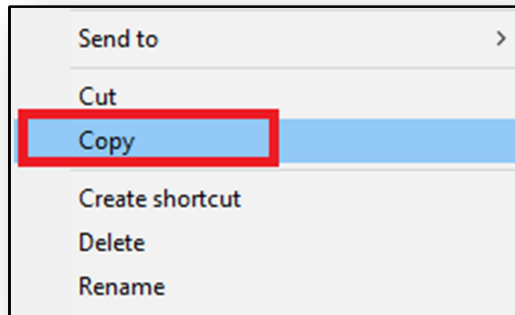 Send to
Cut
Copy
Create shortcut
Delete
Rename